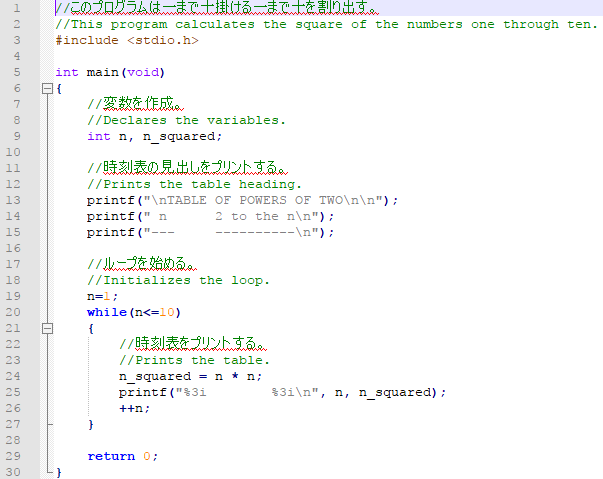 1 //このプログラムは一まで十掛ける一まで十を割り出す。
2 //This program calculates the square of the numbers one through ten.
3 #include <stdio.h>
4
5 int main(void)
6 {
7 //変数を作成。
8 //Declares the variables.
9 int n, n_squared;
10
11 //時刻表の見出しをプリントする。
12 //Prints the table heading.
13 printf("\nTABLE OF POWERS OF TWO\n\n");
14 printf(" n      2 to the n\n");
15 printf("---     ----------\n");
16
17 //ループを始める。
18 //Initializes the loop.
19 n=1;
20 while(n<=10)
21 {
22 //時刻表をプリントする。
23 //Prints the table.
24 n_squared = n * n;
25 printf("%3i        %3i\n", n, n_squared);
26 ++n;
27 }
28
29 return 0;
30 }